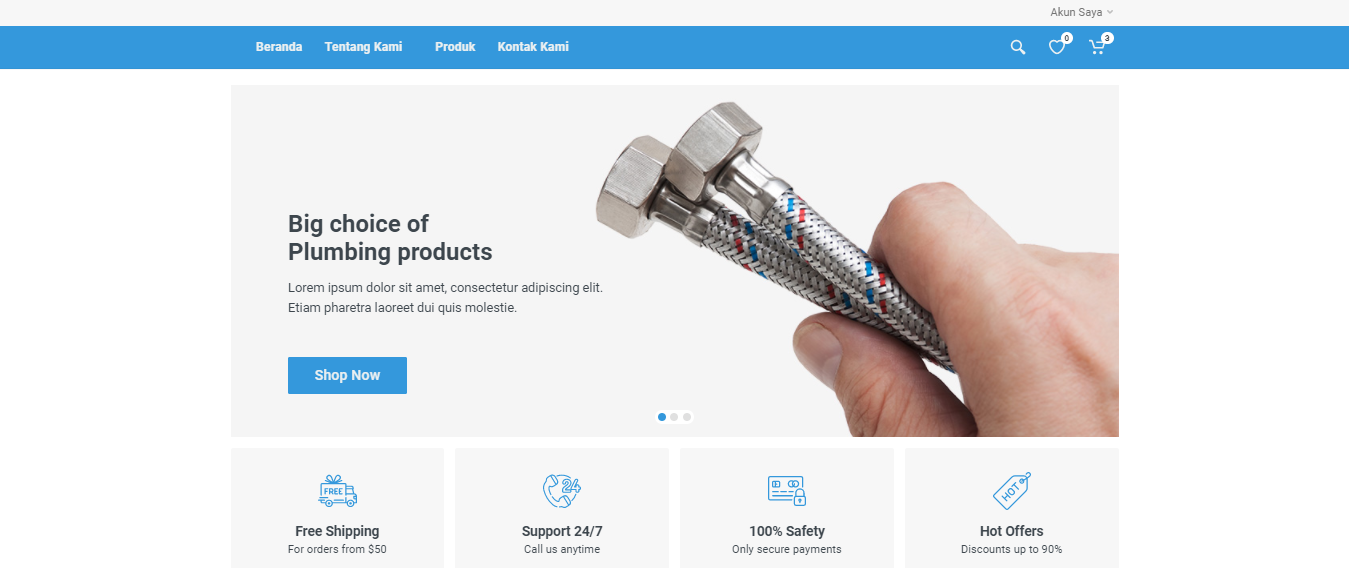 Akun Saya
Beranda Tentang Kami Produk Kontak Kami
0 3
Big choice of
Plumbing products
Lorem ipsum dolor sit amet, consectetur adipiscing elit.
Etiam pharetra laoreet dui quis molestie.
Shop Now
FREE
Free Shipping
For orders from $50
24
Support 24/7
Call us anytime
100% Safety
Only secure payments
HOT
Hot Offers
Discounts up to 90%